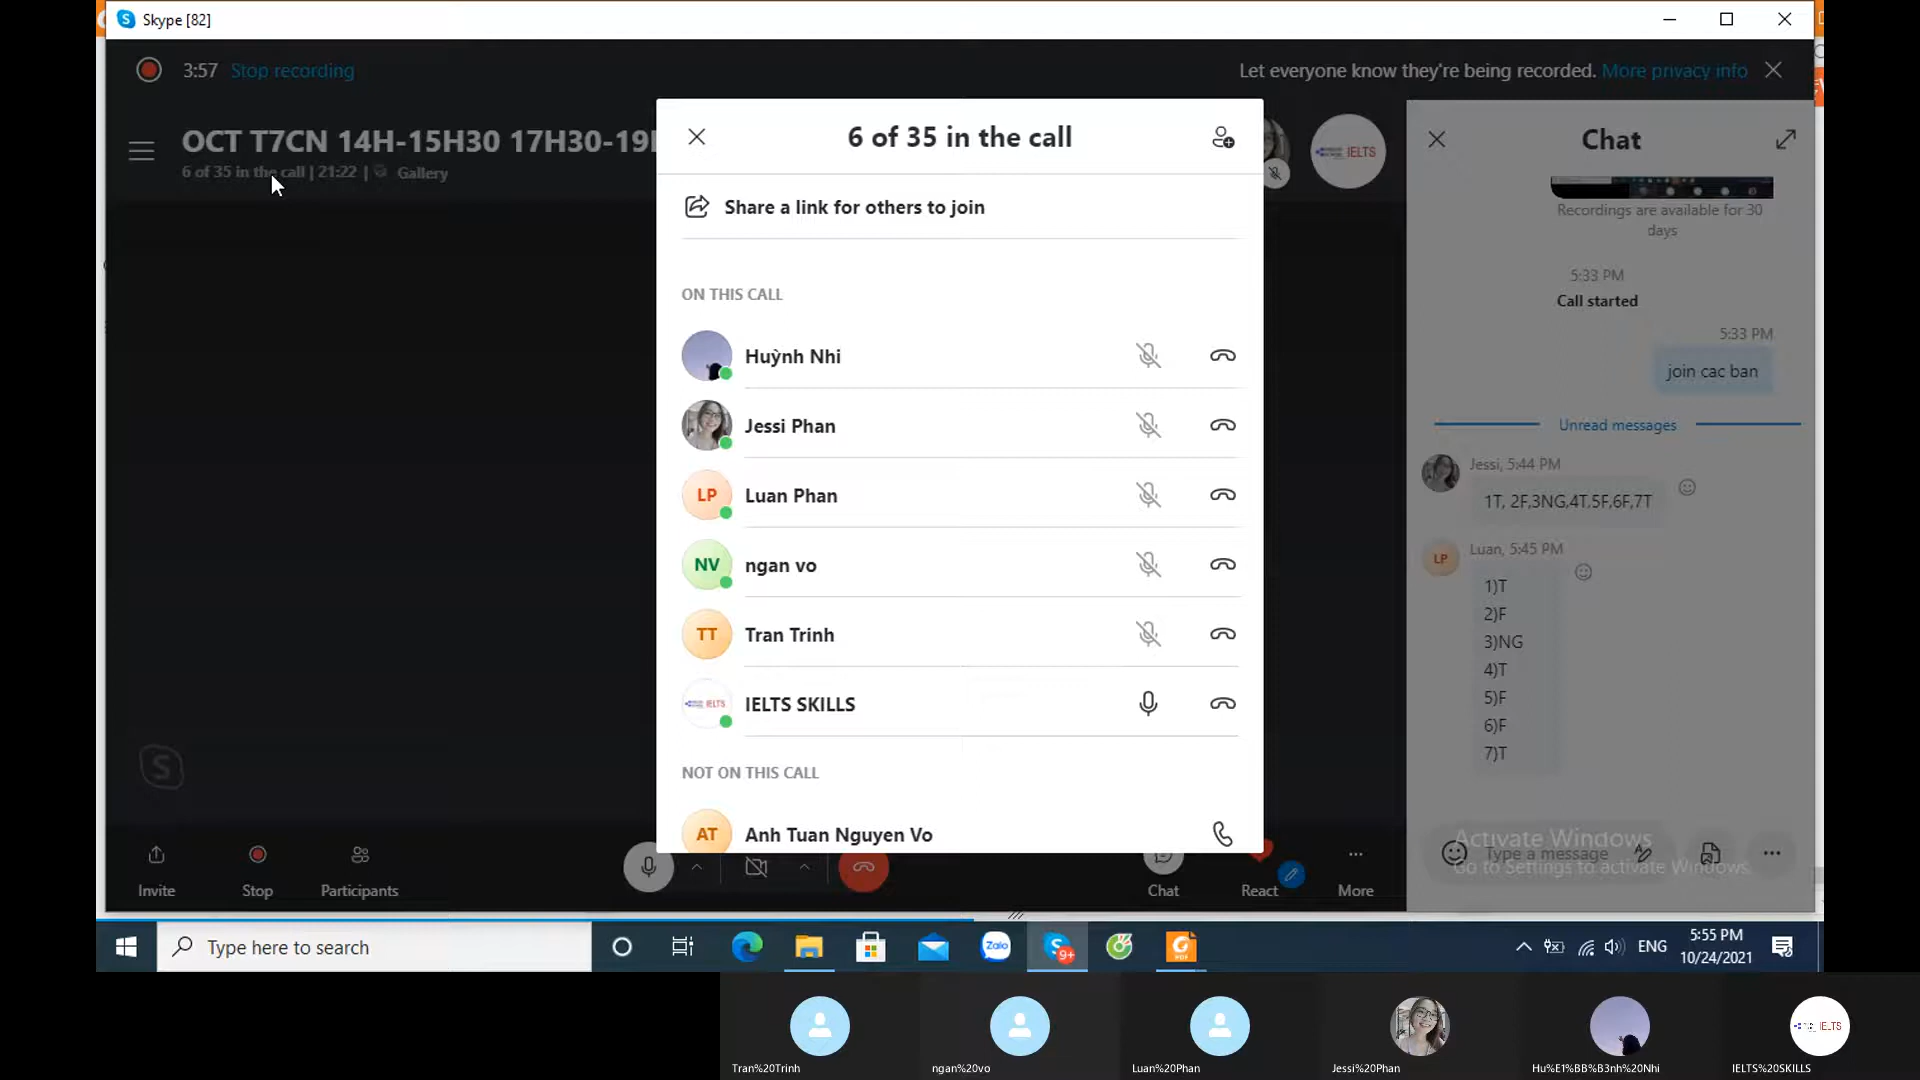 Skype [82]
3:57 Stop recording
Let everyone know they're being recorded. More privacy info
OCT T7CN 14H-15H30 17H30-19
6 of 35 in the call | 21:22 | Gallery
6 of 35 in the call
Share a link for others to join
ON THIS CALL
Huỳnh Nhi
Jessi Phan
LP Luan Phan
NV ngan vo
TT Tran Trinh
IELTS IELTS SKILLS
NOT ON THIS CALL
AT Anh Tuan Nguyen Vo
IELTS
Chat
Recordings are available for 30
days
5:33 PM
Call started
5:33 PM
join cac ban
Unread messages
Jessi, 5:44 PM
1T, 2F,3NG,4T,5F,6F,7T
Luan, 5:45 PM
LP
1)T
2)F
3)NG
4)T
5)F
6)F
7)T
Type a message
Activate Windows
Go to Settings to activate Windows.
Invite
Stop
Participants
Chat
React
More
Type here to search
Zalo
9+
PDF
ENG
5:55 PM
10/24/2021
Tran%20Trinh
ngan%20vo
Luan%20Phan
Jessi%20Phan
Hu%E1%BB%B3nh%20Nhi
IELTS
IELTS%20SKILLS